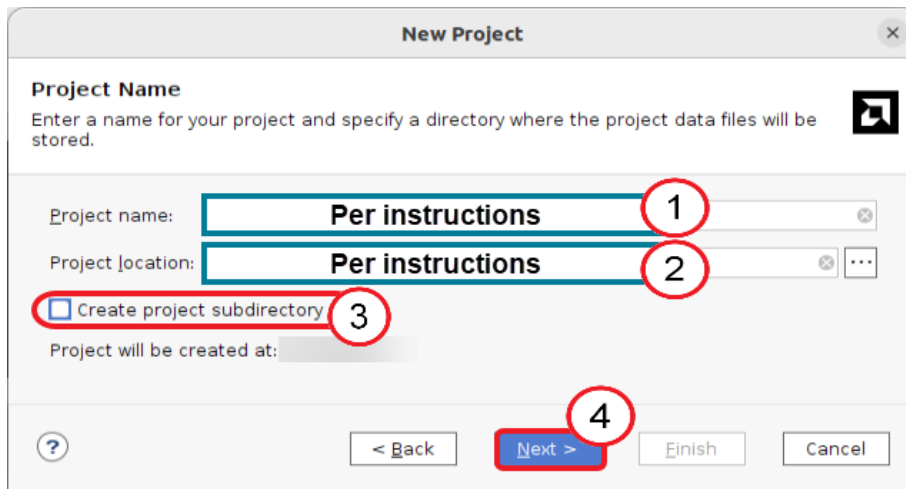 New Project
Project Name
Enter a name for your project and specify a directory where the project data files will be
stored.
Project name: Per instructions 1
Project location: Per instructions 2 ...
Create project subdirectory 3
Project will be created at:
4
? < Back Next > Finish Cancel